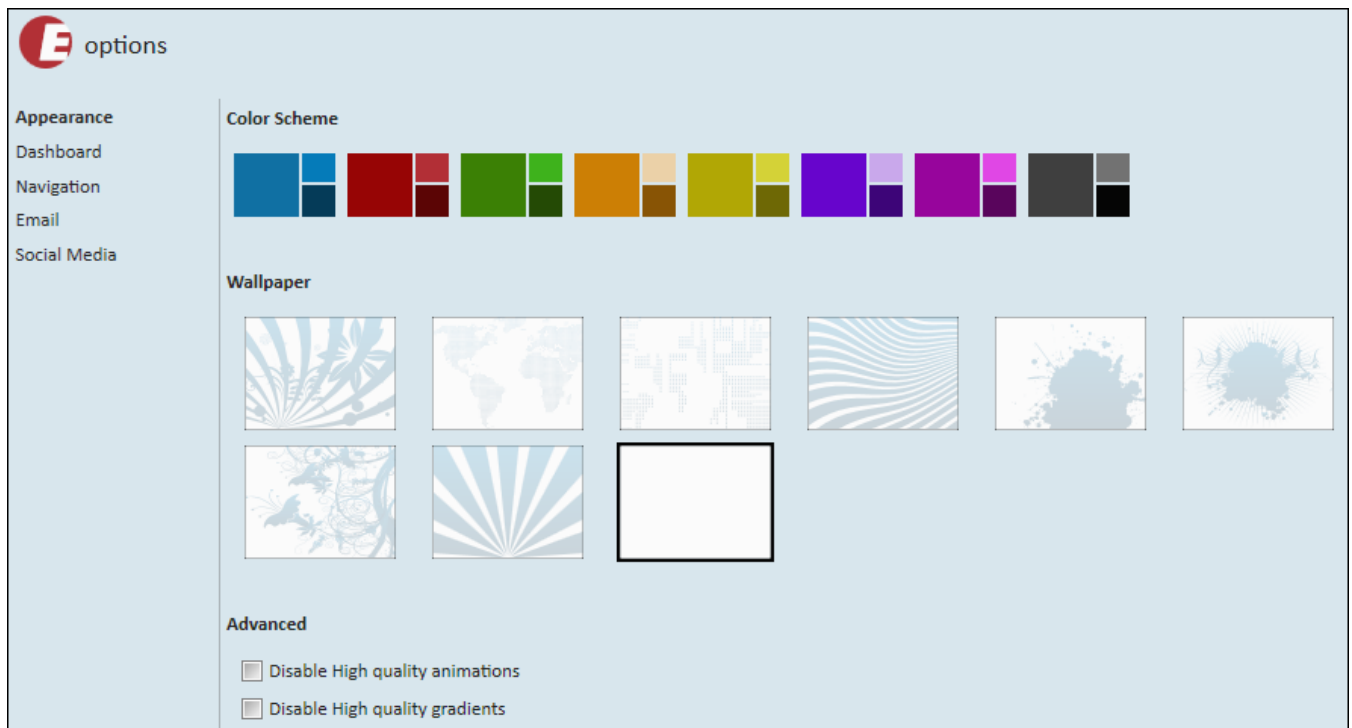 E options
Appearance
Dashboard
Navigation
Email
Social Media
Color Scheme
Wallpaper
Advanced
Disable High quality animations
Disable High quality gradients